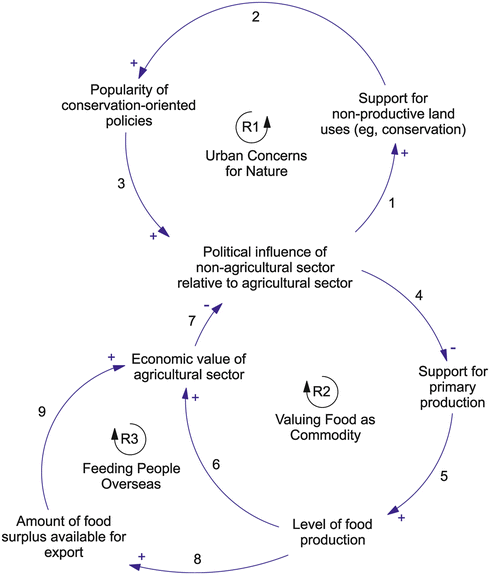 2
+
Popularity of
conservation-oriented
policies
Support for
non-productive land
uses (eg, conservation)
R1
Urban Concerns
for Nature
+
3
1
+
Political influence of
non-agricultural sector
relative to agricultural sector
4
-
7
-
+
Economic value of
agricultural sector
Support for
primary
production
9
+
R2
Valuing Food as
Commodity
R3
Feeding People
Overseas
6
5
Amount of food
surplus available for
export
Level of food
production
+
+
8